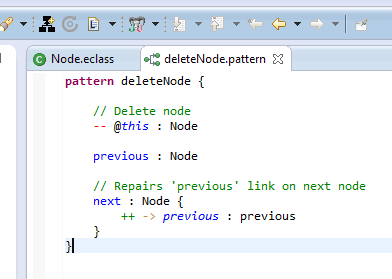 Node.eclass
deleteNode.pattern
pattern deleteNode {
// Delete node
-- @this : Node
previous : Node
// Repairs 'previous' link on next node
next : Node {
++ -> previous : previous
}
}